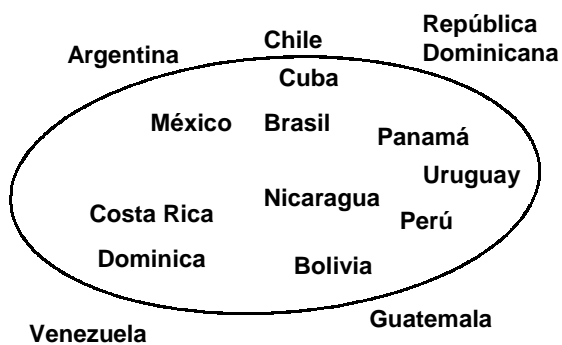 República
Dominicana
Argentina
Chile
Cuba
México
Brasil
Panamá
Uruguay
Nicaragua
Costa Rica
Perú
Dominica
Bolivia
Venezuela
Guatemala